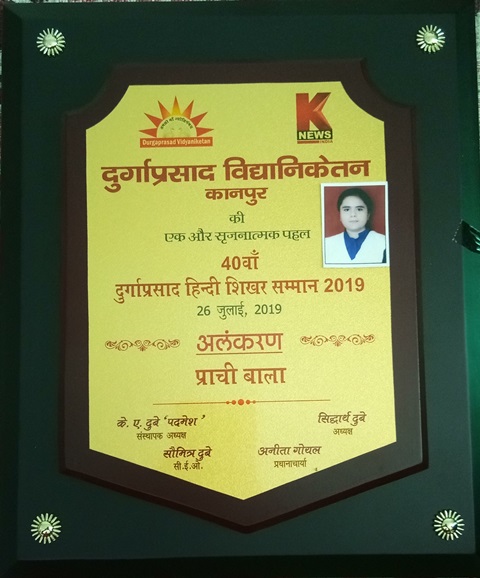 Durgaprasad Vidyaniketan
K
NEWS
दुर्गाप्रसाद विद्यानिकेतन
कानपुर
की
एक और सृजनात्मक पहल
40वाँ
दुर्गाप्रसाद हिन्दी शिखर सम्मान 2019
26 जुलाई, 2019
अलंकरण
प्राची बाला
के. ए. दुबे 'पदमेश'
संस्थापक अध्यक्ष
सिद्धार्थ दुबे
अध्यक्ष
सौमित्र दुबे
सी.ई.ओ.
अनीता गोयल
प्रधानाचार्या